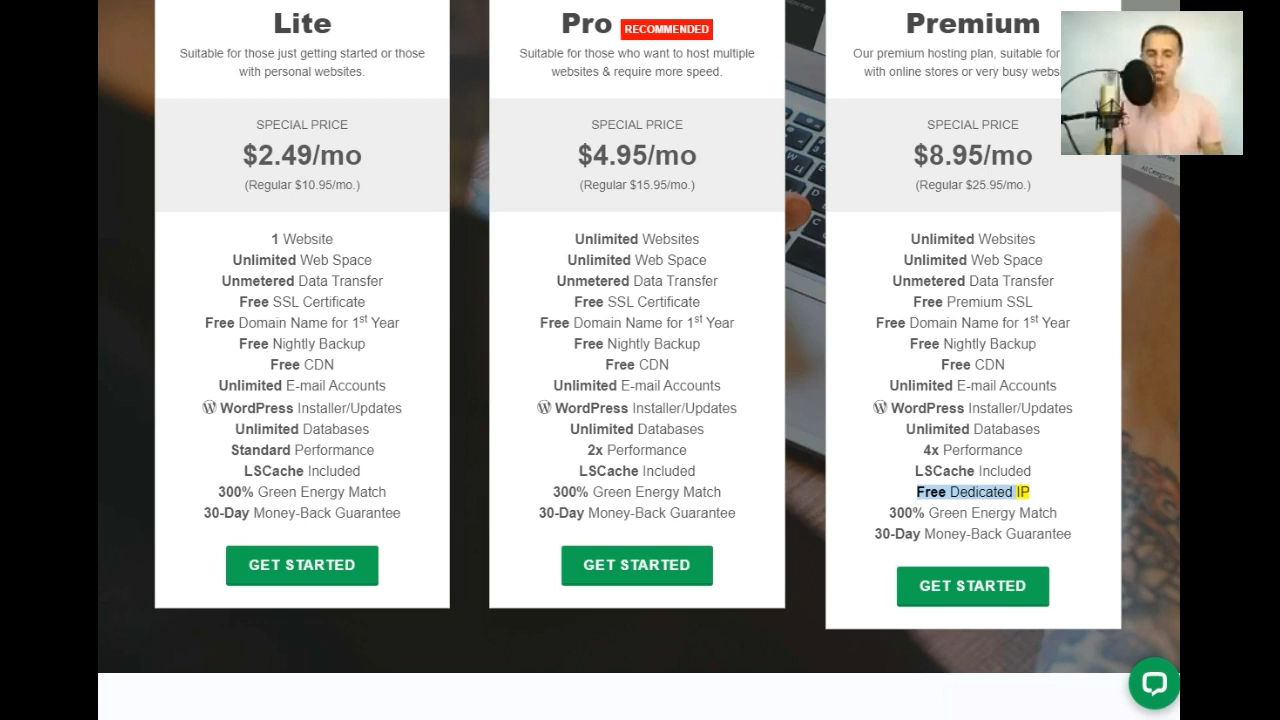 Lite
Suitable for those just getting started or those
with personal websites.
SPECIAL PRICE
$2.49/mo
(Regular $10.95/mo.)
1 Website
Unlimited Web Space
Unmetered Data Transfer
Free SSL Certificate
Free Domain Name for 1st Year
Free Nightly Backup
Free CDN
Unlimited E-mail Accounts
WordPress Installer/Updates
Unlimited Databases
Standard Performance
LSCache Included
300% Green Energy Match
30-Day Money-Back Guarantee
GET STARTED
Pro RECOMMENDED
Suitable for those who want to host multiple
websites & require more speed.
SPECIAL PRICE
$4.95/mo
(Regular $15.95/mo.)
Unlimited Websites
Unlimited Web Space
Unmetered Data Transfer
Free SSL Certificate
Free Domain Name for 1st Year
Free Nightly Backup
Free CDN
Unlimited E-mail Accounts
WordPress Installer/Updates
Unlimited Databases
2x Performance
LSCache Included
300% Green Energy Match
30-Day Money-Back Guarantee
GET STARTED
Premium
Our premium hosting plan, suitable for
with online stores or very busy
SPECIAL PRICE
$8.95/mo
(Regular $25.95/mo.)
Unlimited Websites
Unlimited Web Space
Unmetered Data Transfer
Free Premium SSL
Free Domain Name for 1st Year
Free Nightly Backup
Free CDN
Unlimited E-mail Accounts
WordPress Installer/Updates
Unlimited Databases
4x Performance
LSCache Included
Free Dedicated IP
300% Green Energy Match
30-Day Money-Back Guarantee
GET STARTED